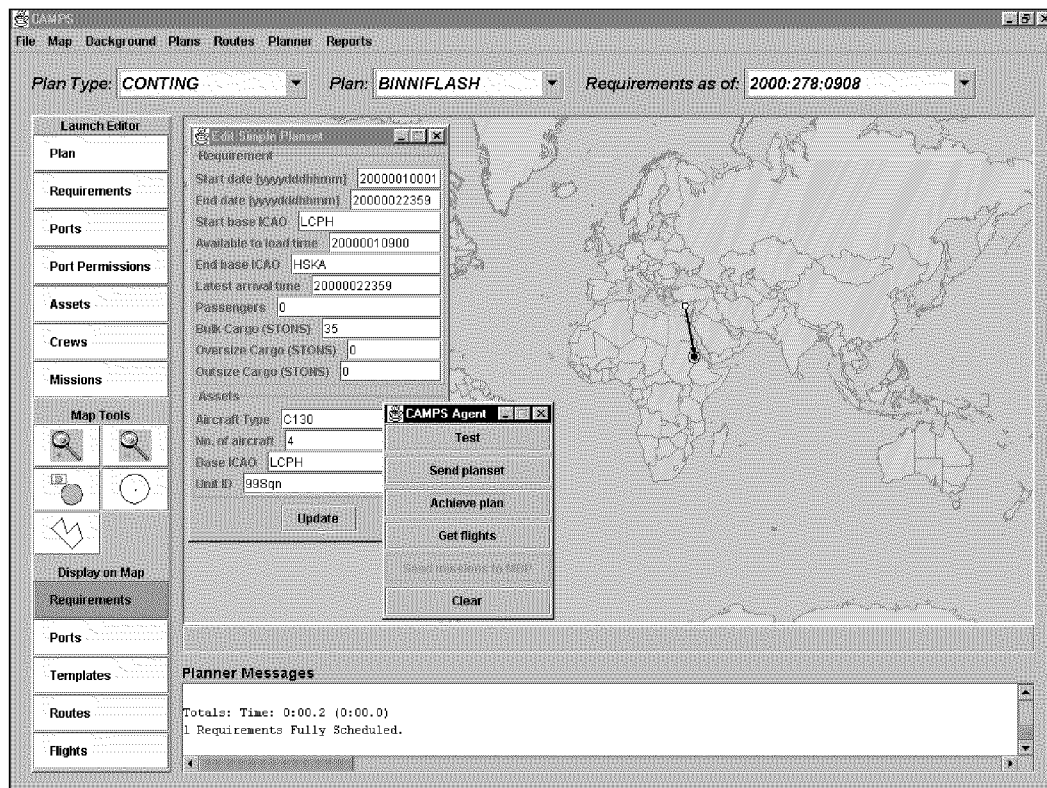 CAMPS
File Map Background Plans Routes Planner Reports
Plan Type: CONTING Plan: BINNIFLASH Requirements as of: 2000:278:0908
Launch Editor
Plan
Requirements
Ports
Port Permissions
Assets
Crews
Missions
Map Tools
Display on Map
Requirements
Ports
Templates
Routes
Flights
Edit Simple Planset
Requirement
Start date [yyyydddhhmm] 20000010001
End date [yyyydddhhmm] 20000022359
Start base ICAO LCPH
Available to load time 20000010900
End base ICAO HSKA
Latest arrival time 20000022359
Passengers 0
Bulk Cargo (STONS) 35
Oversize Cargo (STONS) 0
Outsize Cargo (STONS) 0
Assets
Aircraft Type C130
No. of aircraft 4
Base ICAO LCPH
Unit ID 99Sqn
Update
CAMPS Agent
Test
Send planset
Achieve plan
Get flights
Send missions to MBP
Clear
Planner Messages
Totals: Time: 0:00.2 (0:00.0)
1 Requirements Fully Scheduled.